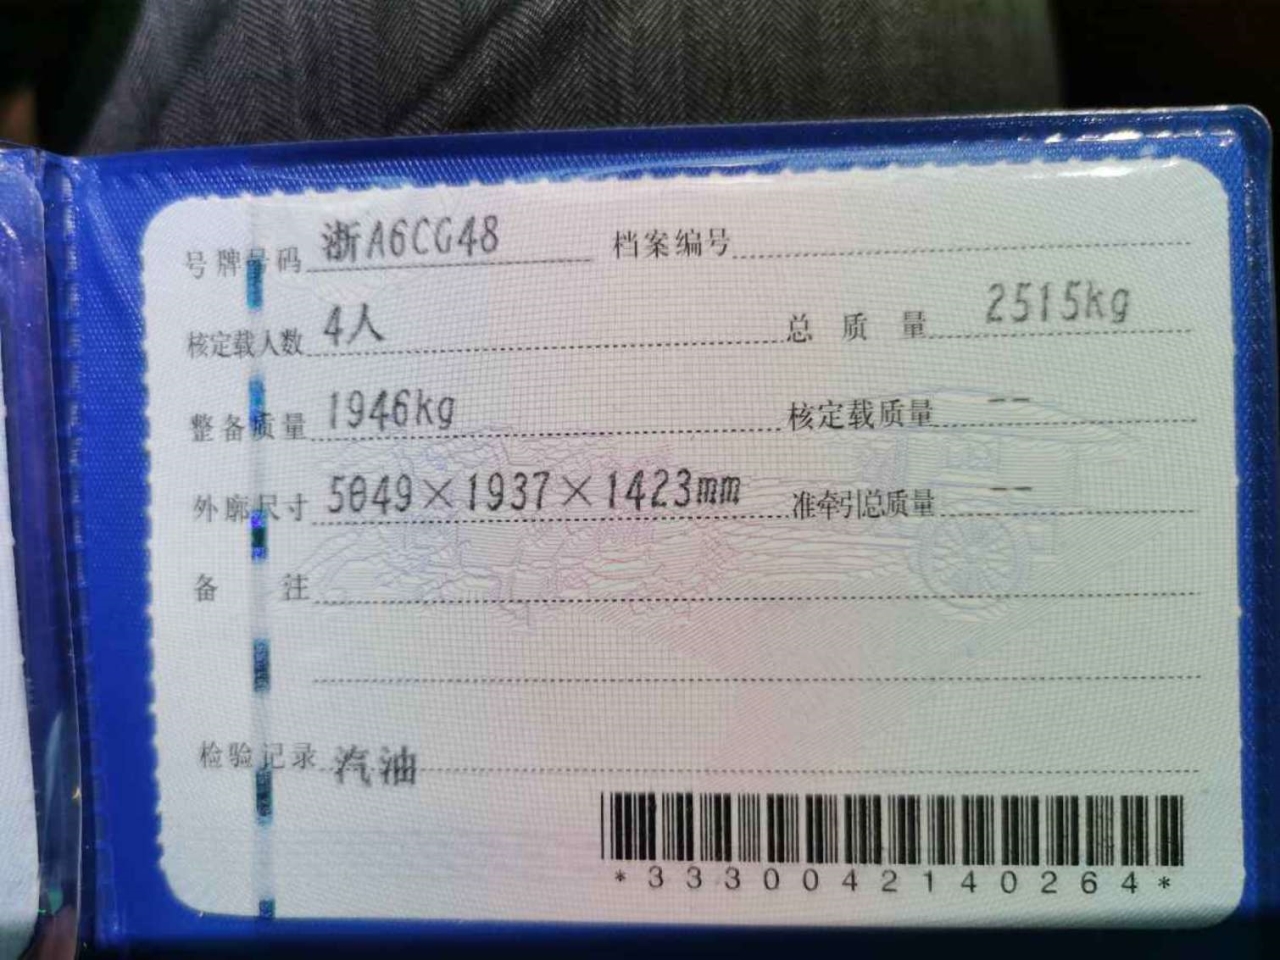 号牌号码 浙A6CG48 档案编号
核定载人数 4人 总质量 2515kg
整备质量 1946kg 核定载质量 --
外廓尺寸 5049×1937×1423mm 准牵引总质量 --
备注
检验记录 汽油
*3330042140264*